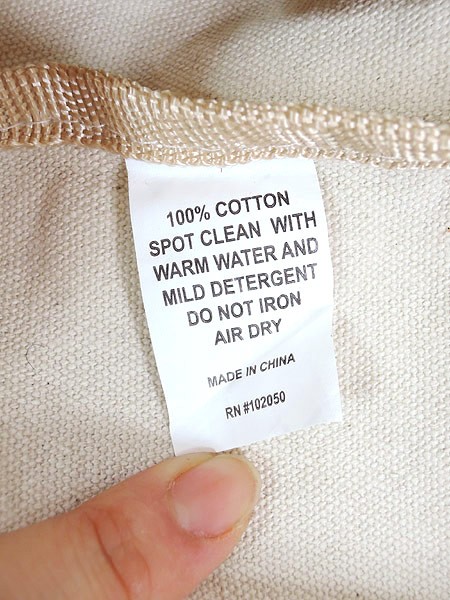 100% COTTON
SPOT CLEAN WITH
WARM WATER AND
MILD DETERGENT
DO NOT IRON
AIR DRY
MADE IN CHINA
RN #102050